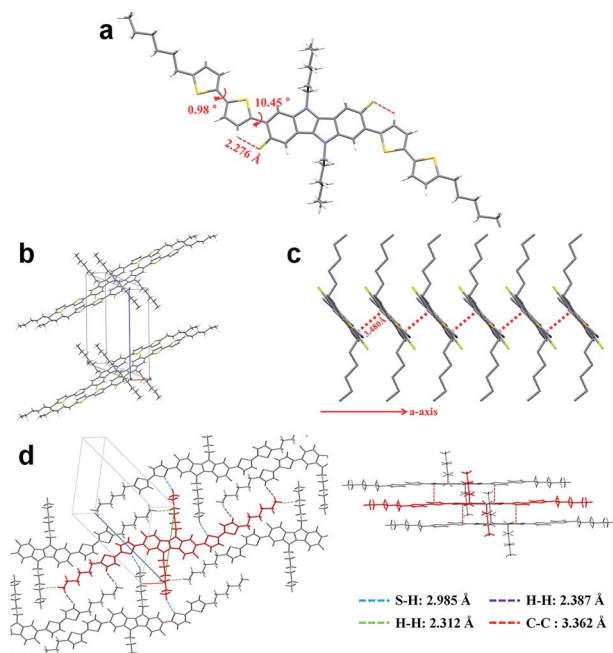 a
0.98 °
10.45 °
2.276 Å
b
c
3.480Å
a-axis
d
S-H: 2.985 Å
H-H: 2.387 Å
H-H: 2.312 Å
C-C : 3.362 Å